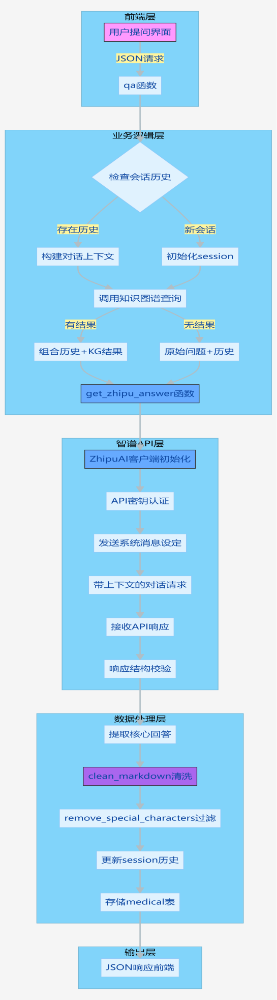 前端层
用户提问界面
JSON请求
qa函数
业务逻辑层
检查会话历史
存在历史
新会话
构建对话上下文
初始化session
调用知识图谱查询
有结果
无结果
组合历史+KG结果
原始问题+历史
get_zhipu_answer函数
智谱API层
ZhipuAI客户端初始化
API密钥认证
发送系统消息设定
带上下文的对话请求
接收API响应
响应结构校验
数据处理层
提取核心回答
clean_markdown清洗
remove_special_characters过滤
更新session历史
存储medical表
输出层
JSON响应前端